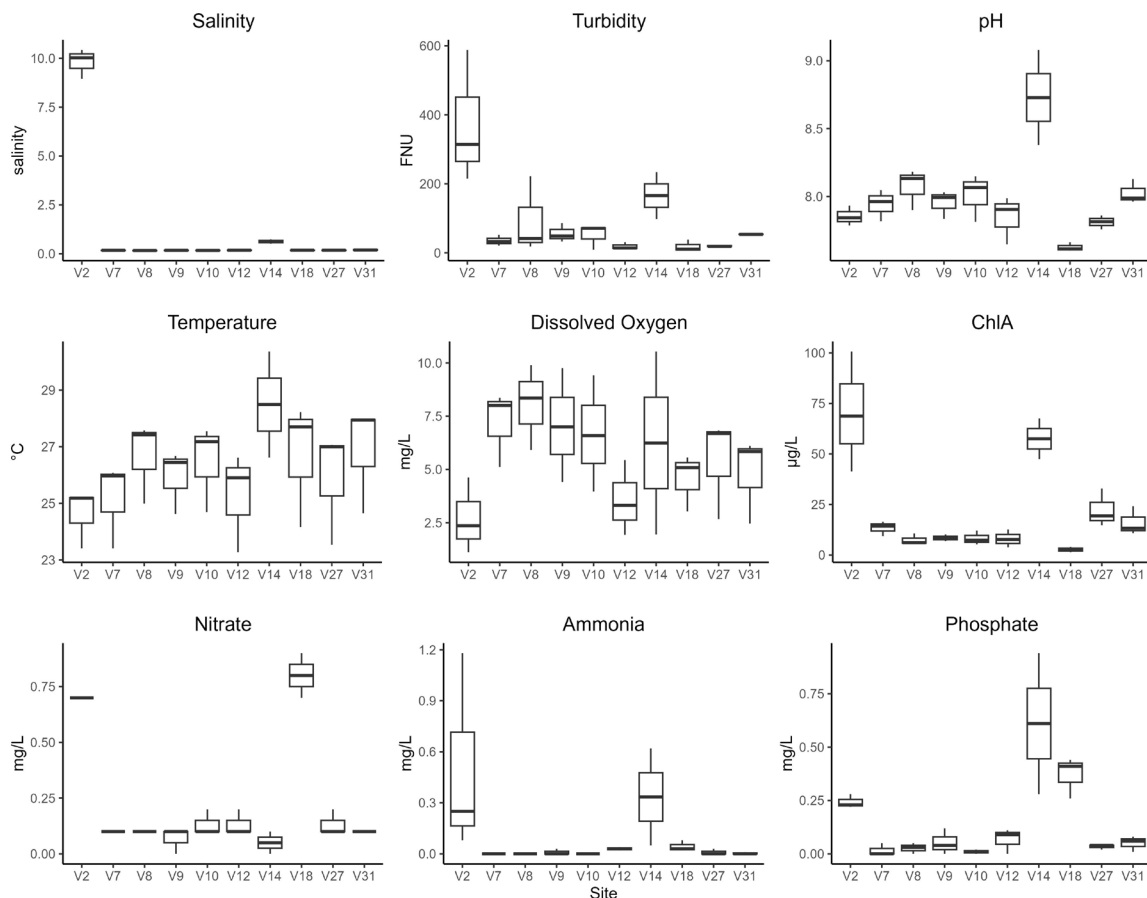 Salinity
Turbidity
pH
salinity
10.0
7.5
5.0
2.5
0.0
V2 V7 V8 V9 V10 V12 V14 V18 V27 V31
FNU
600
400
200
0
V2 V7 V8 V9 V10 V12 V14 V18 V27 V31
9.0
8.5
8.0
7.5
V2 V7 V8 V9 V10 V12 V14 V18 V27 V31
Temperature
Dissolved Oxygen
ChlA
°C
29
27
25
23
V2 V7 V8 V9 V10 V12 V14 V18 V27 V31
mg/L
10.0
7.5
5.0
2.5
V2 V7 V8 V9 V10 V12 V14 V18 V27 V31
µg/L
100
75
50
25
0
V2 V7 V8 V9 V10 V12 V14 V18 V27 V31
Nitrate
Ammonia
Phosphate
mg/L
0.75
0.50
0.25
0.00
V2 V7 V8 V9 V10 V12 V14 V18 V27 V31
mg/L
1.2
0.9
0.6
0.3
0.0
V2 V7 V8 V9 V10 V12 V14 V18 V27 V31
mg/L
0.75
0.50
0.25
0.00
V2 V7 V8 V9 V10 V12 V14 V18 V27 V31
Site